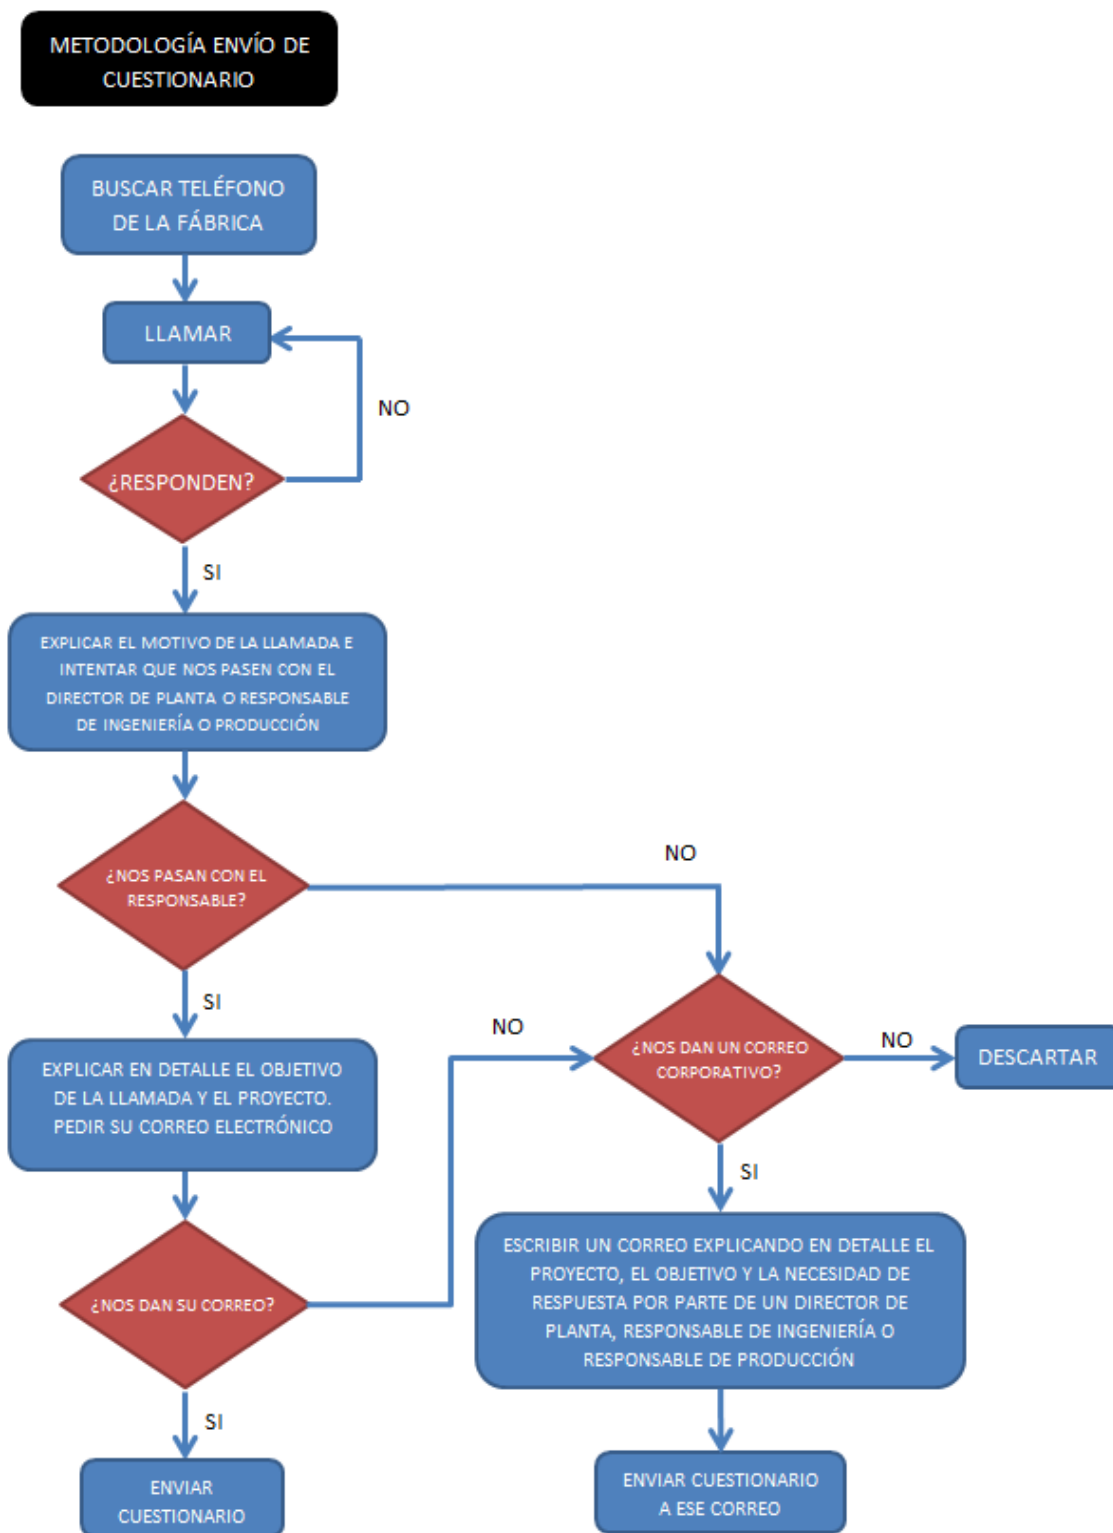 METODOLOGÍA ENVÍO DE
CUESTIONARIO
BUSCAR TELÉFONO
DE LA FÁBRICA
LLAMAR
NO
¿RESPONDEN?
SI
EXPLICAR EL MOTIVO DE LA LLAMADA E
INTENTAR QUE NOS PASEN CON EL
DIRECTOR DE PLANTA O RESPONSABLE
DE INGENIERÍA O PRODUCCIÓN
¿NOS PASAN CON EL
RESPONSABLE?
NO
SI
EXPLICAR EN DETALLE EL OBJETIVO
DE LA LLAMADA Y EL PROYECTO.
PEDIR SU CORREO ELECTRÓNICO
¿NOS DAN SU CORREO?
NO
SI
ENVIAR
CUESTIONARIO
¿NOS DAN UN CORREO
CORPORATIVO?
NO
DESCARTAR
SI
ESCRIBIR UN CORREO EXPLICANDO EN DETALLE EL
PROYECTO, EL OBJETIVO Y LA NECESIDAD DE
RESPUESTA POR PARTE DE UN DIRECTOR DE
PLANTA, RESPONSABLE DE INGENIERÍA O
RESPONSABLE DE PRODUCCIÓN
ENVIAR CUESTIONARIO
A ESE CORREO